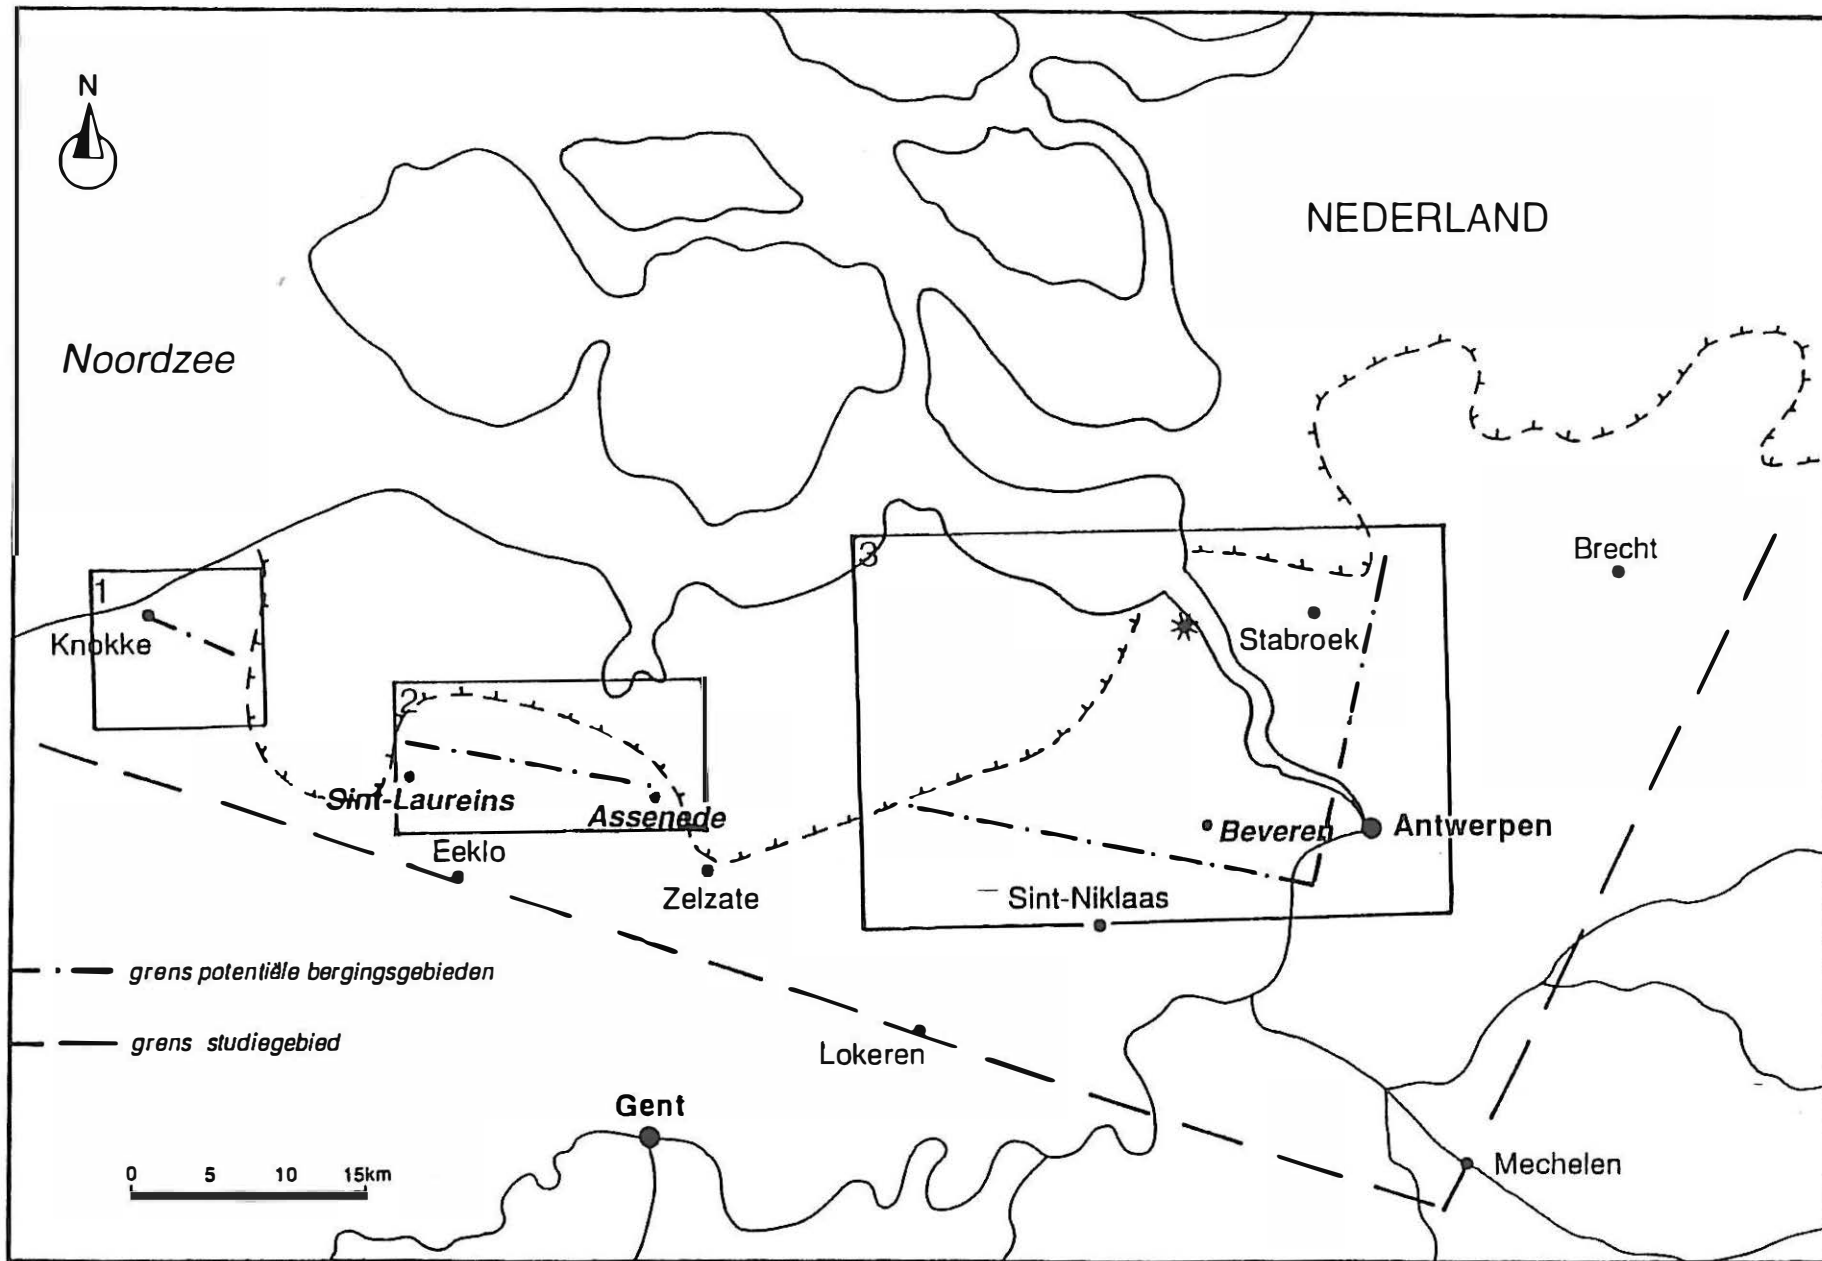 N
NEDERLAND
Noordzee
1
Knokke
3
Brecht
Stabroek
2
Sint-Laureins
Assenede
Eeklo
Zelzate
Beveren
Antwerpen
Sint-Niklaas
grens potentiële bergingsgebieden
grens studiegebied
Lokeren
Gent
Mechelen
0 5 10 15km